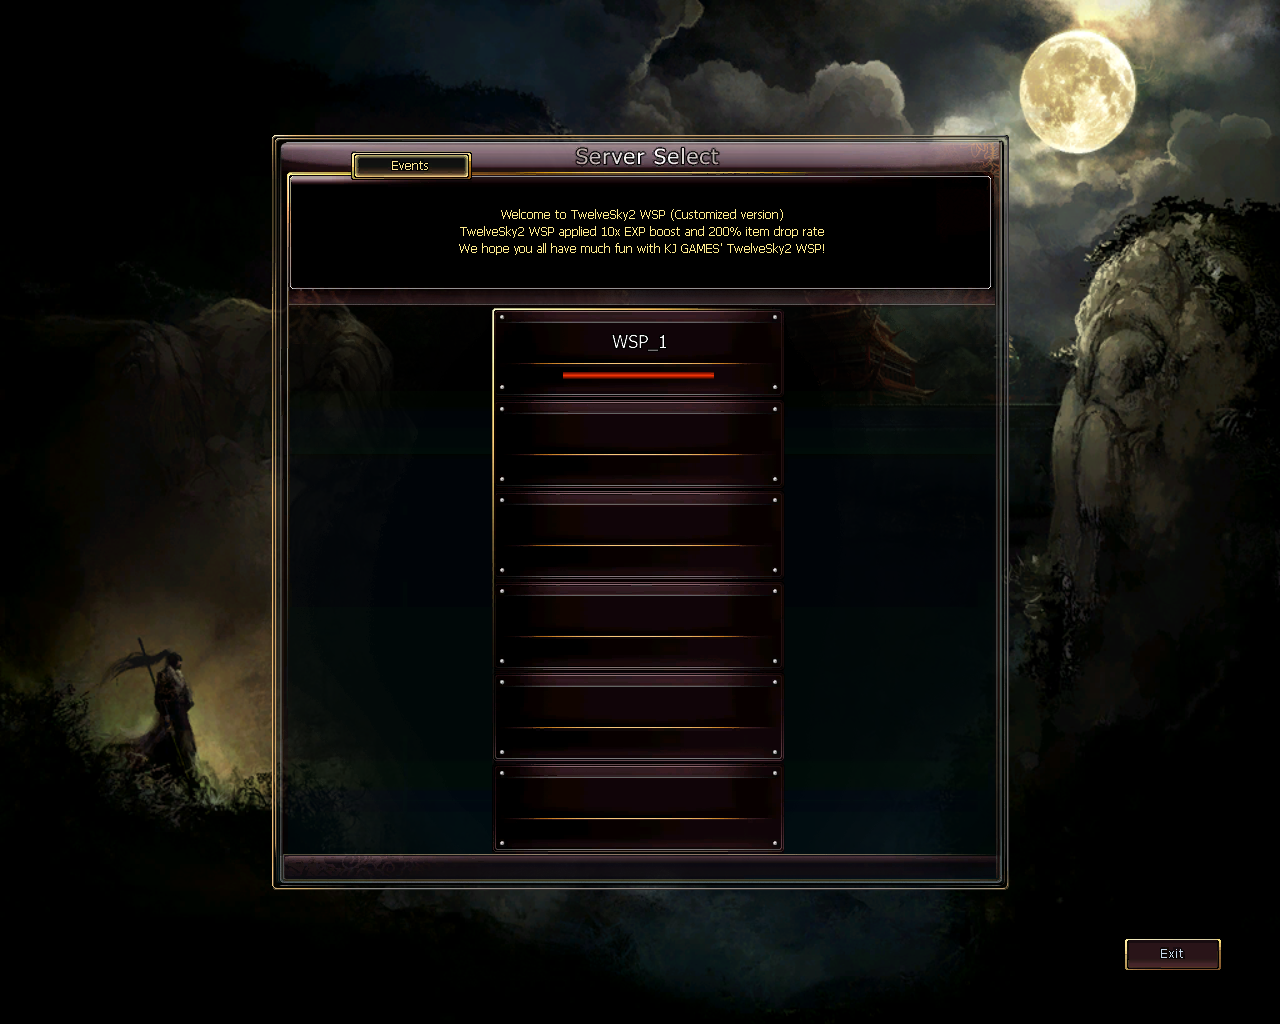 Server Select
Events
Welcome to TwelveSky2 WSP (Customized version)
TwelveSky2 WSP applied 10x EXP boost and 200% item drop rate
We hope you all have much fun with KJ GAMES' TwelveSky2 WSP!
WSP_1
Exit